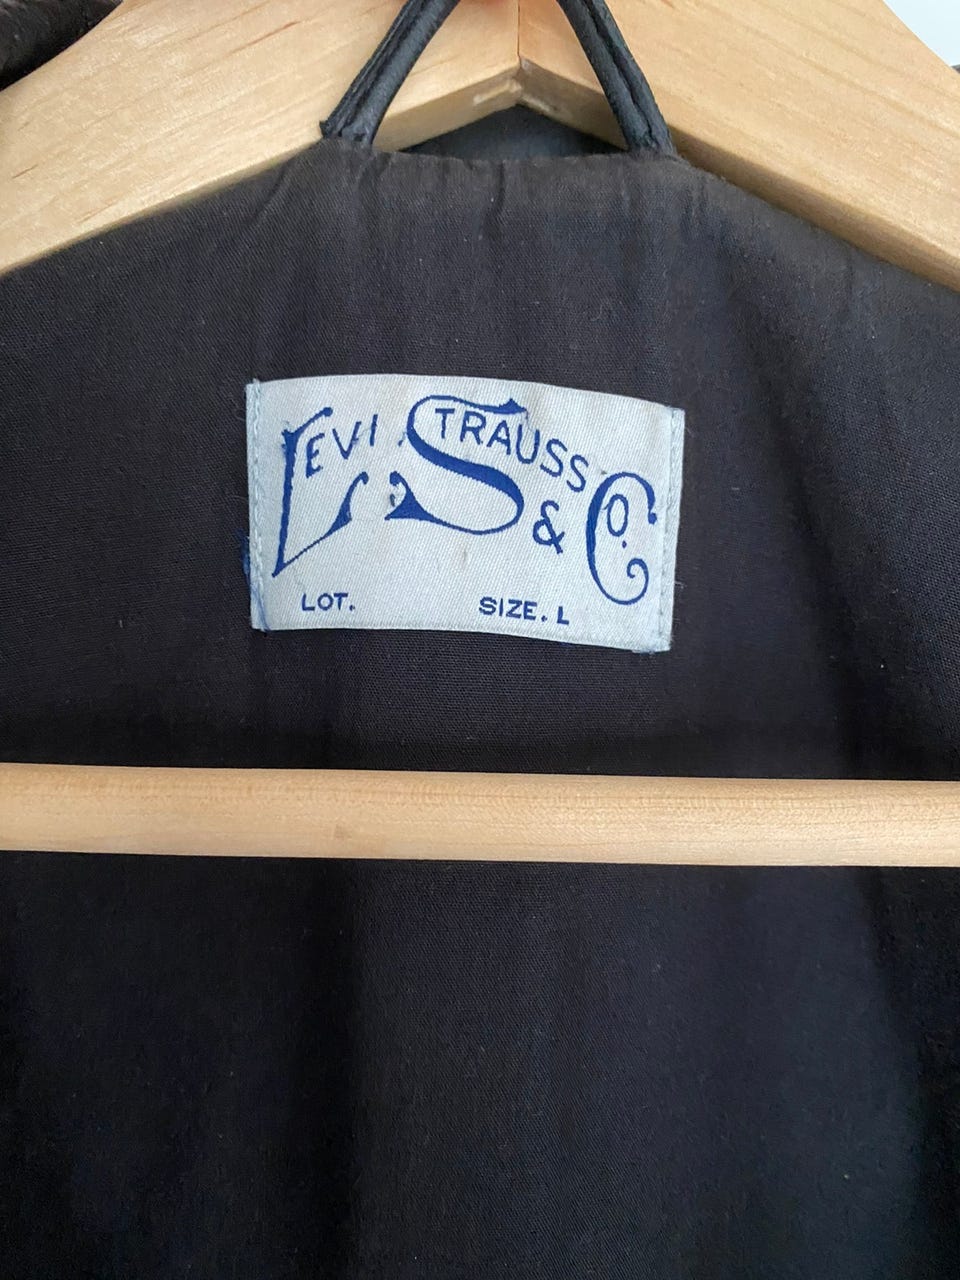 LEVI STRAUSS
& CO.
LOT. SIZE. L